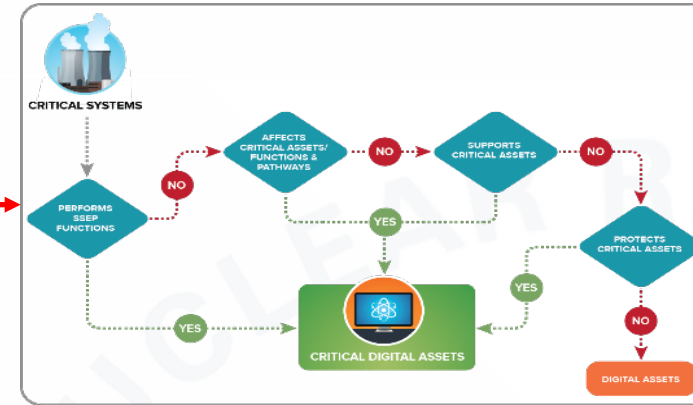 CRITICAL SYSTEMS
AFFECTS
CRITICAL ASSETS/
FUNCTIONS &
PATHWAYS
NO
SUPPORTS
CRITICAL ASSETS
NO
NO
PERFORMS
SSEP
FUNCTIONS
YES
PROTECTS
CRITICAL ASSETS
YES
YES
NO
CRITICAL DIGITAL ASSETS
DIGITAL ASSETS